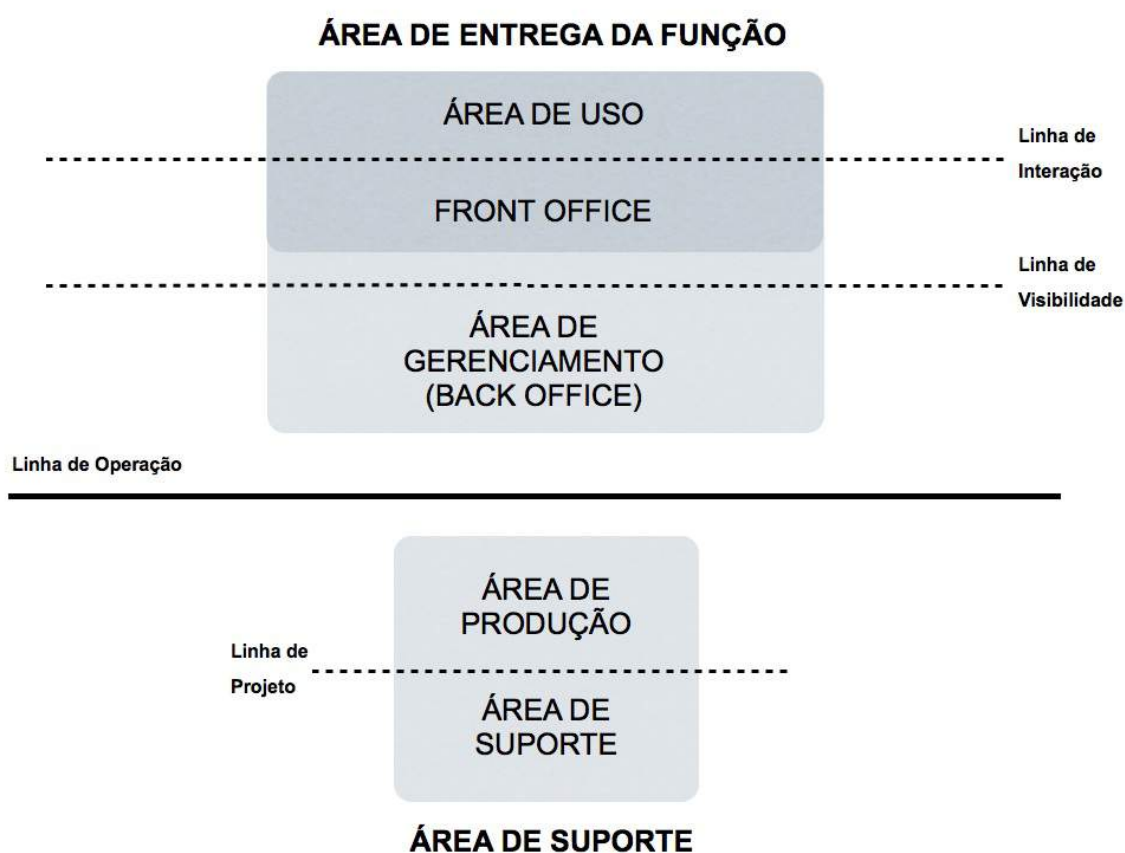 ÁREA DE ENTREGA DA FUNÇÃO
ÁREA DE USO
Linha de
Interação
FRONT OFFICE
Linha de
Visibilidade
ÁREA DE
GERENCIAMENTO
(BACK OFFICE)
Linha de Operação
ÁREA DE
PRODUÇÃO
Linha de
Projeto
ÁREA DE
SUPORTE
ÁREA DE SUPORTE